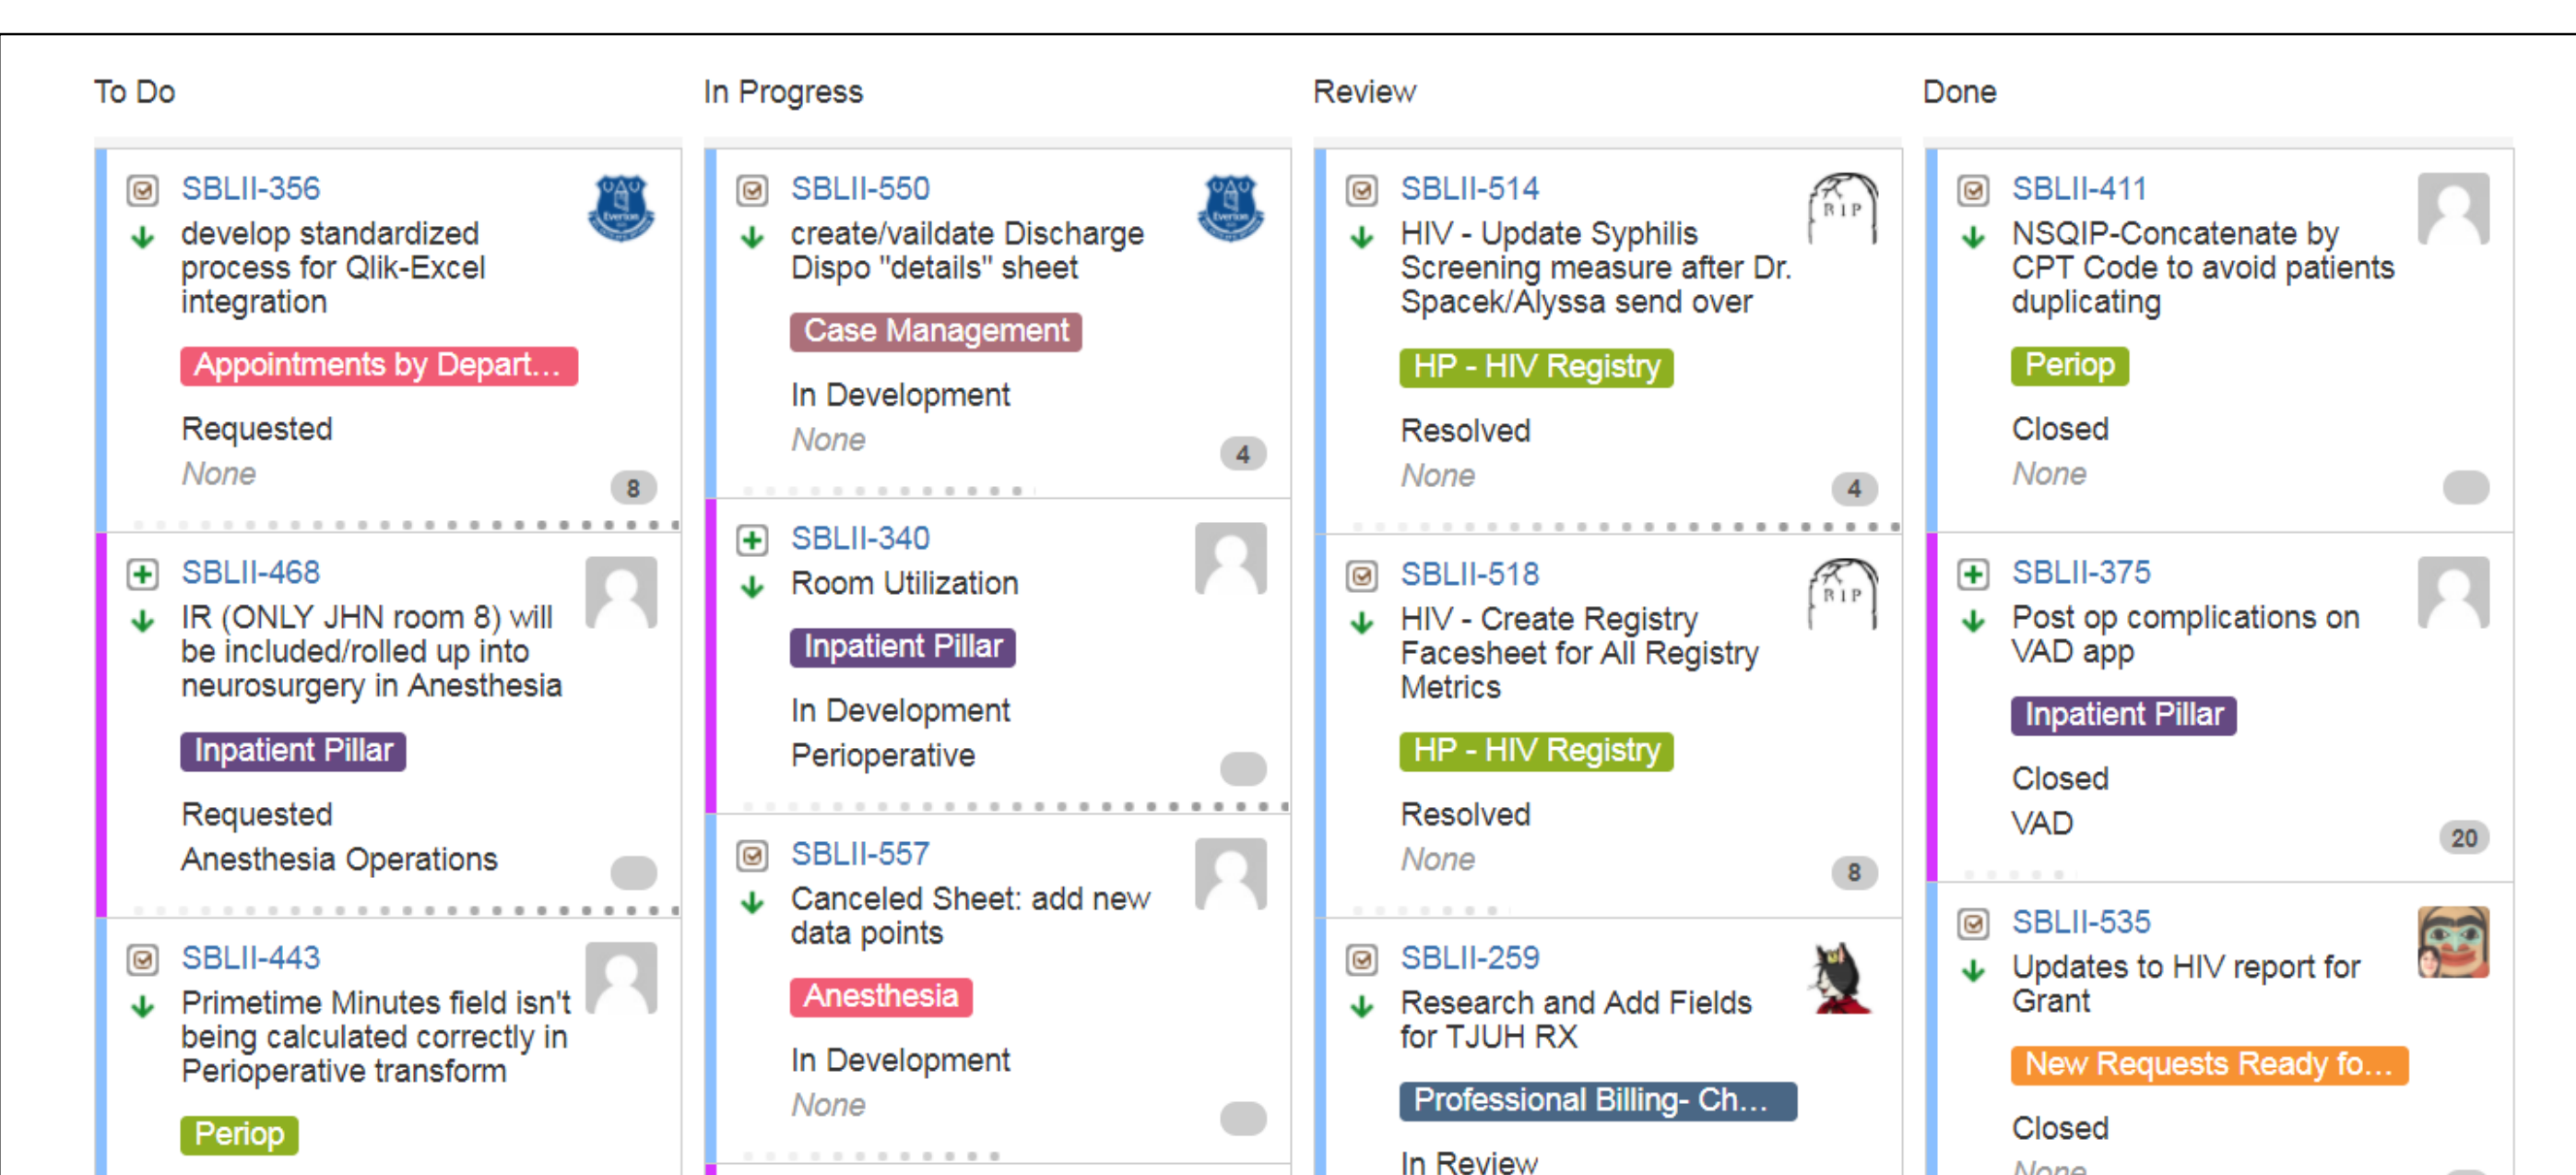 To Do
SBLII-356
develop standardized
process for Qlik-Excel
integration
Everton
Appointments by Depart...
Requested
None
8
SBLII-468
IR (ONLY JHN room 8) will
be included/rolled up into
neurosurgery in Anesthesia
Inpatient Pillar
Requested
Anesthesia Operations
SBLII-443
Primetime Minutes field isn't
being calculated correctly in
Perioperative transform
Periop
In Progress
SBLII-550
create/vaildate Discharge
Dispo "details" sheet
Everton
Case Management
In Development
None
4
SBLII-340
Room Utilization
Inpatient Pillar
In Development
Perioperative
SBLII-557
Canceled Sheet: add new
data points
Anesthesia
In Development
None
Review
SBLII-514
HIV - Update Syphilis
Screening measure after Dr.
Spacek/Alyssa send over
RIP
HP - HIV Registry
Resolved
None
4
SBLII-518
HIV - Create Registry
Facesheet for All Registry
Metrics
RIP
HP - HIV Registry
Resolved
None
8
SBLII-259
Research and Add Fields
for TJUH RX
Professional Billing- Ch...
In Review
Done
SBLII-411
NSQIP-Concatenate by
CPT Code to avoid patients
duplicating
Periop
Closed
None
SBLII-375
Post op complications on
VAD app
Inpatient Pillar
Closed
VAD
20
SBLII-535
Updates to HIV report for
Grant
New Requests Ready fo...
Closed
None